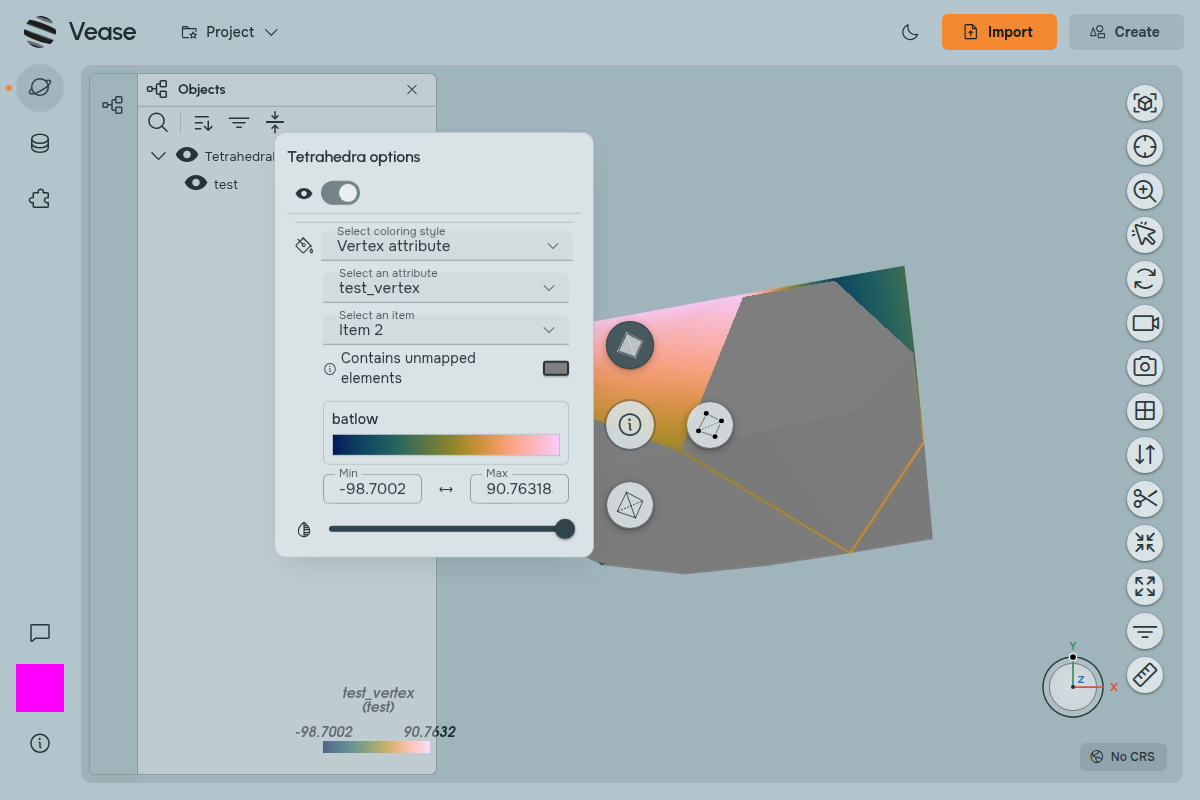 Vease
Project
Import
Create
Objects
Tetrahedral
test
Tetrahedra options
Select coloring style
Vertex attribute
Select an attribute
test_vertex
Select an item
Item 2
Contains unmapped
elements
batlow
Min
-98.7002
Max
90.76318
test_vertex
(test)
-98.7002
90.7632
Y
Z
X
No CRS